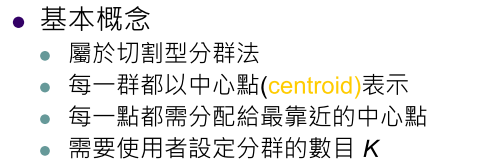 基本概念
屬於切割型分群法
每一群都以中心點(centroid)表示
每一點都需分配給最靠近的中心點
需要使用者設定分群的數目 K